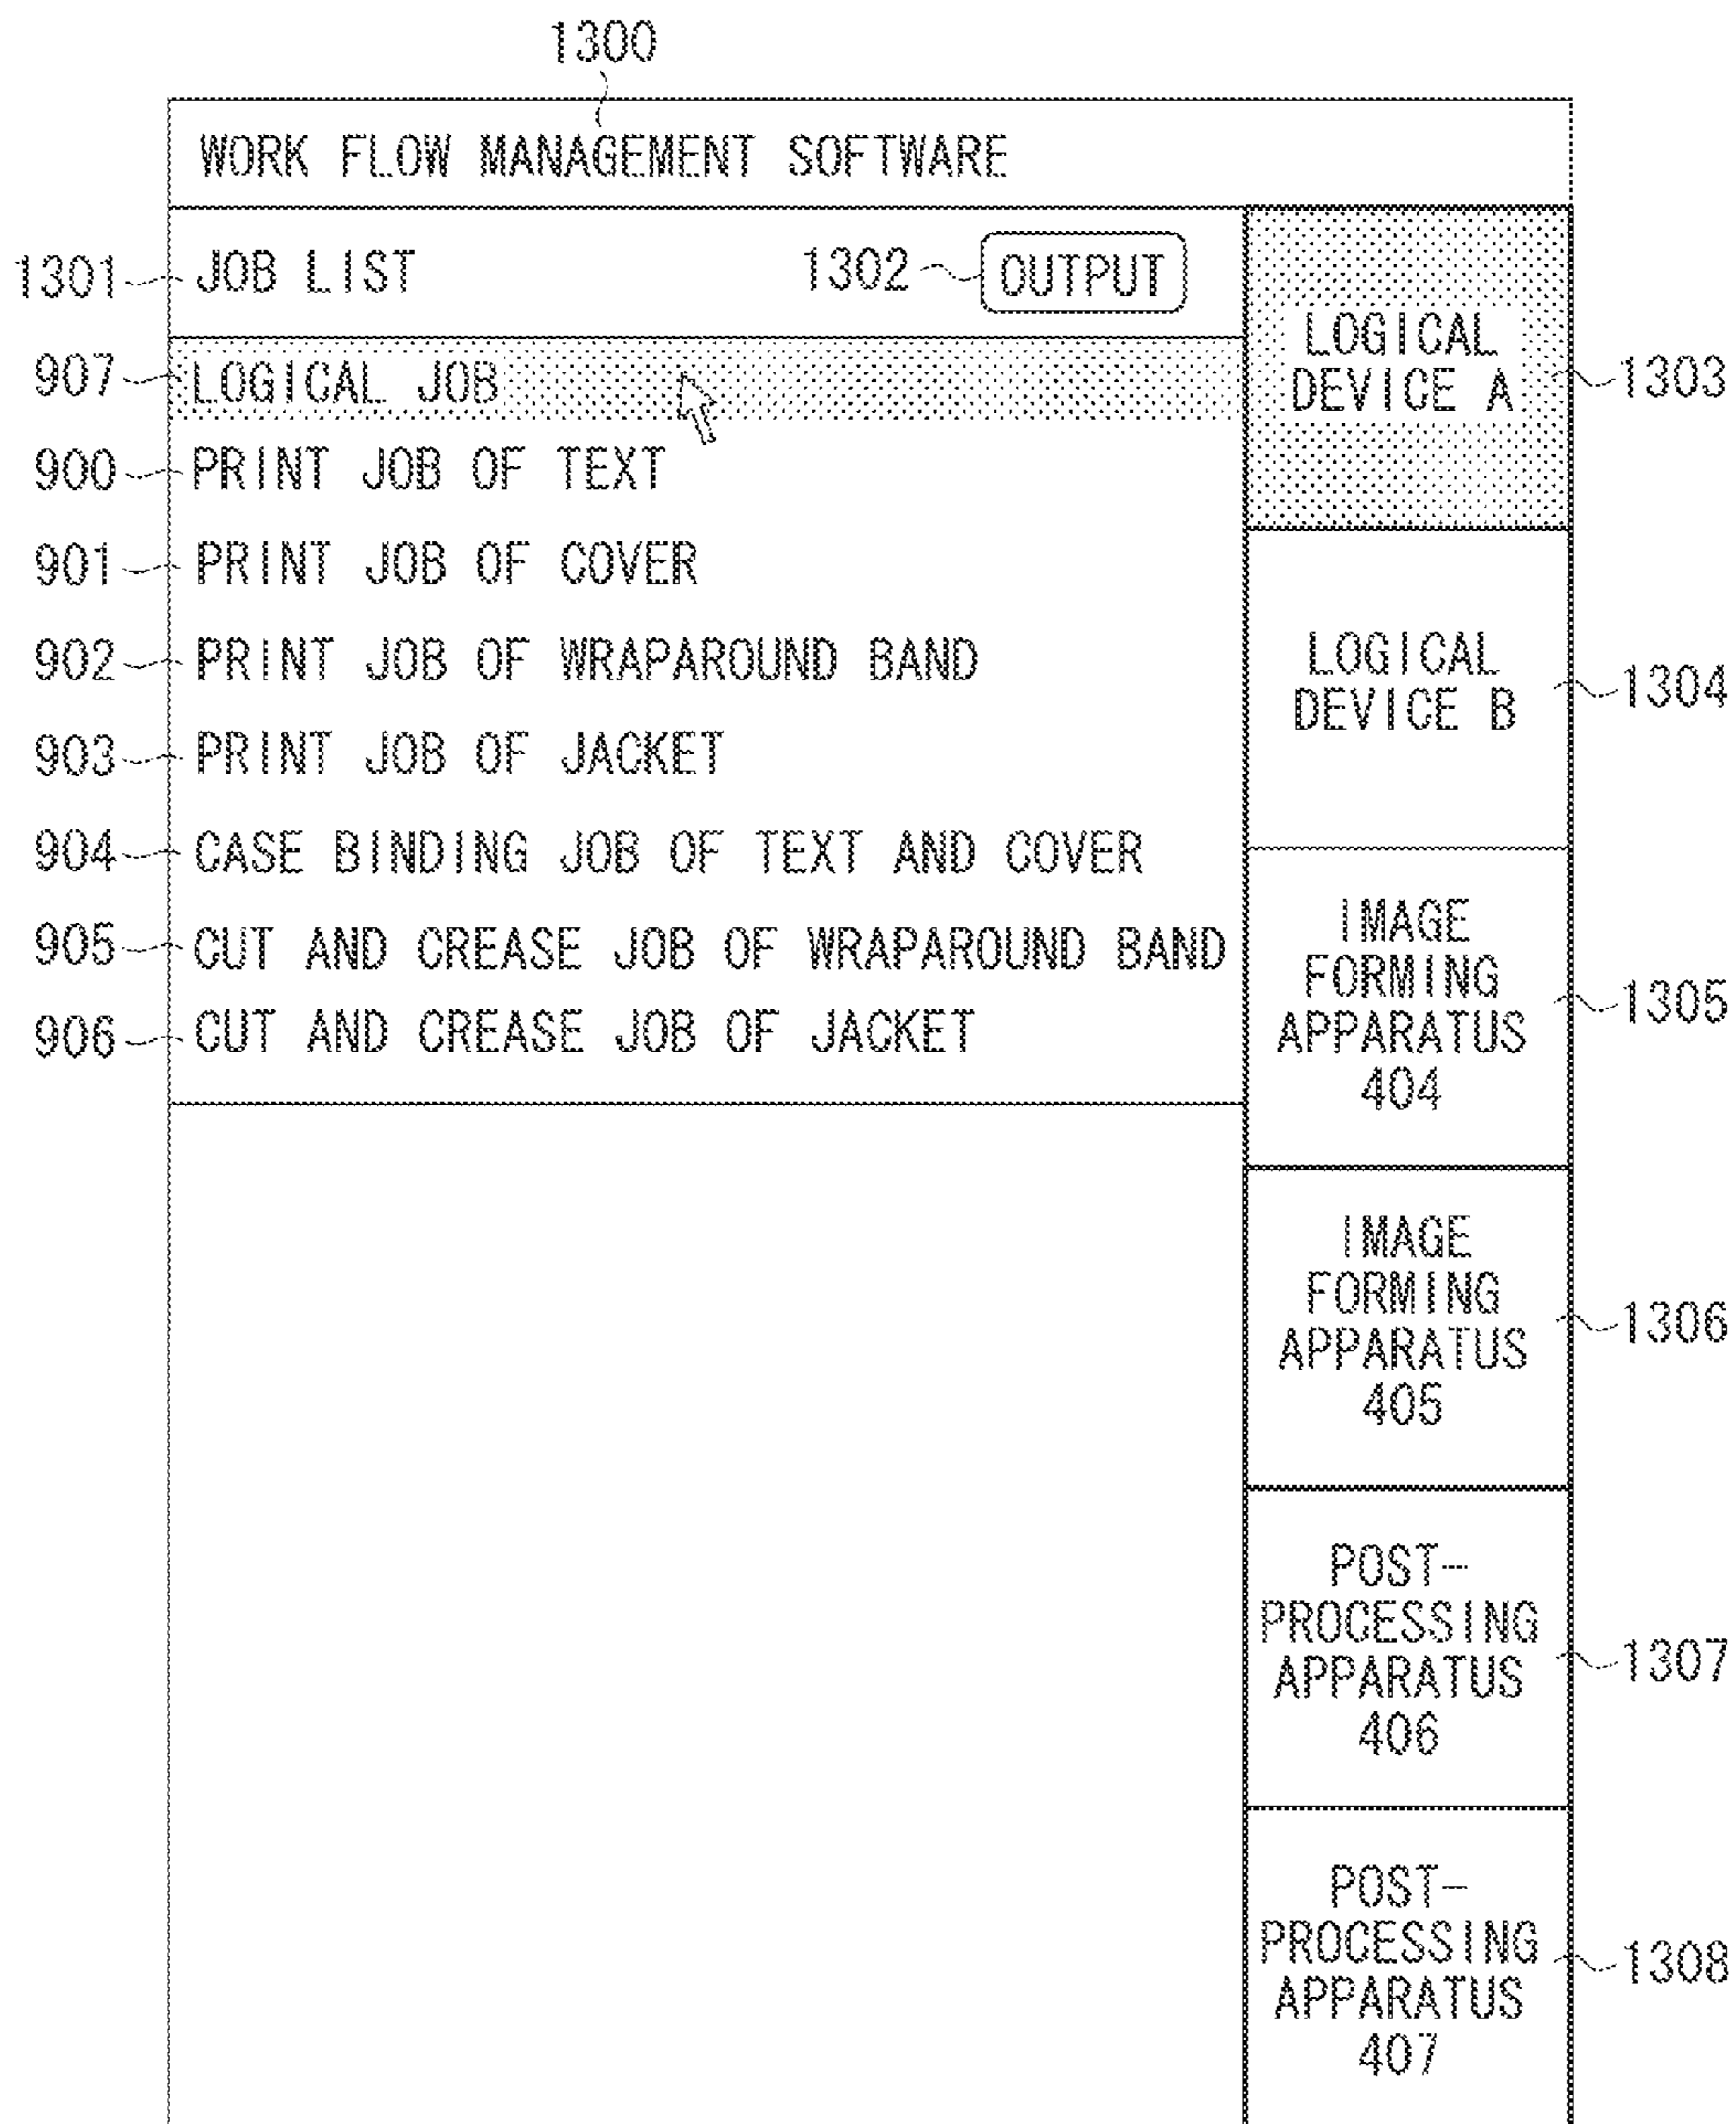 1300
WORK FLOW MANAGEMENT SOFTWARE
1301 JOB LIST 1302 OUTPUT
907 LOGICAL JOB
900 PRINT JOB OF TEXT
901 PRINT JOB OF COVER
902 PRINT JOB OF WRAPAROUND BAND
903 PRINT JOB OF JACKET
904 CASE BINDING JOB OF TEXT AND COVER
905 CUT AND CREASE JOB OF WRAPAROUND BAND
906 CUT AND CREASE JOB OF JACKET
LOGICAL
DEVICE A 1303
LOGICAL
DEVICE B 1304
IMAGE
FORMING
APPARATUS 1305
404
IMAGE
FORMING
APPARATUS 1306
405
POST-
PROCESSING
APPARATUS 1307
406
POST-
PROCESSING
APPARATUS 1308
407